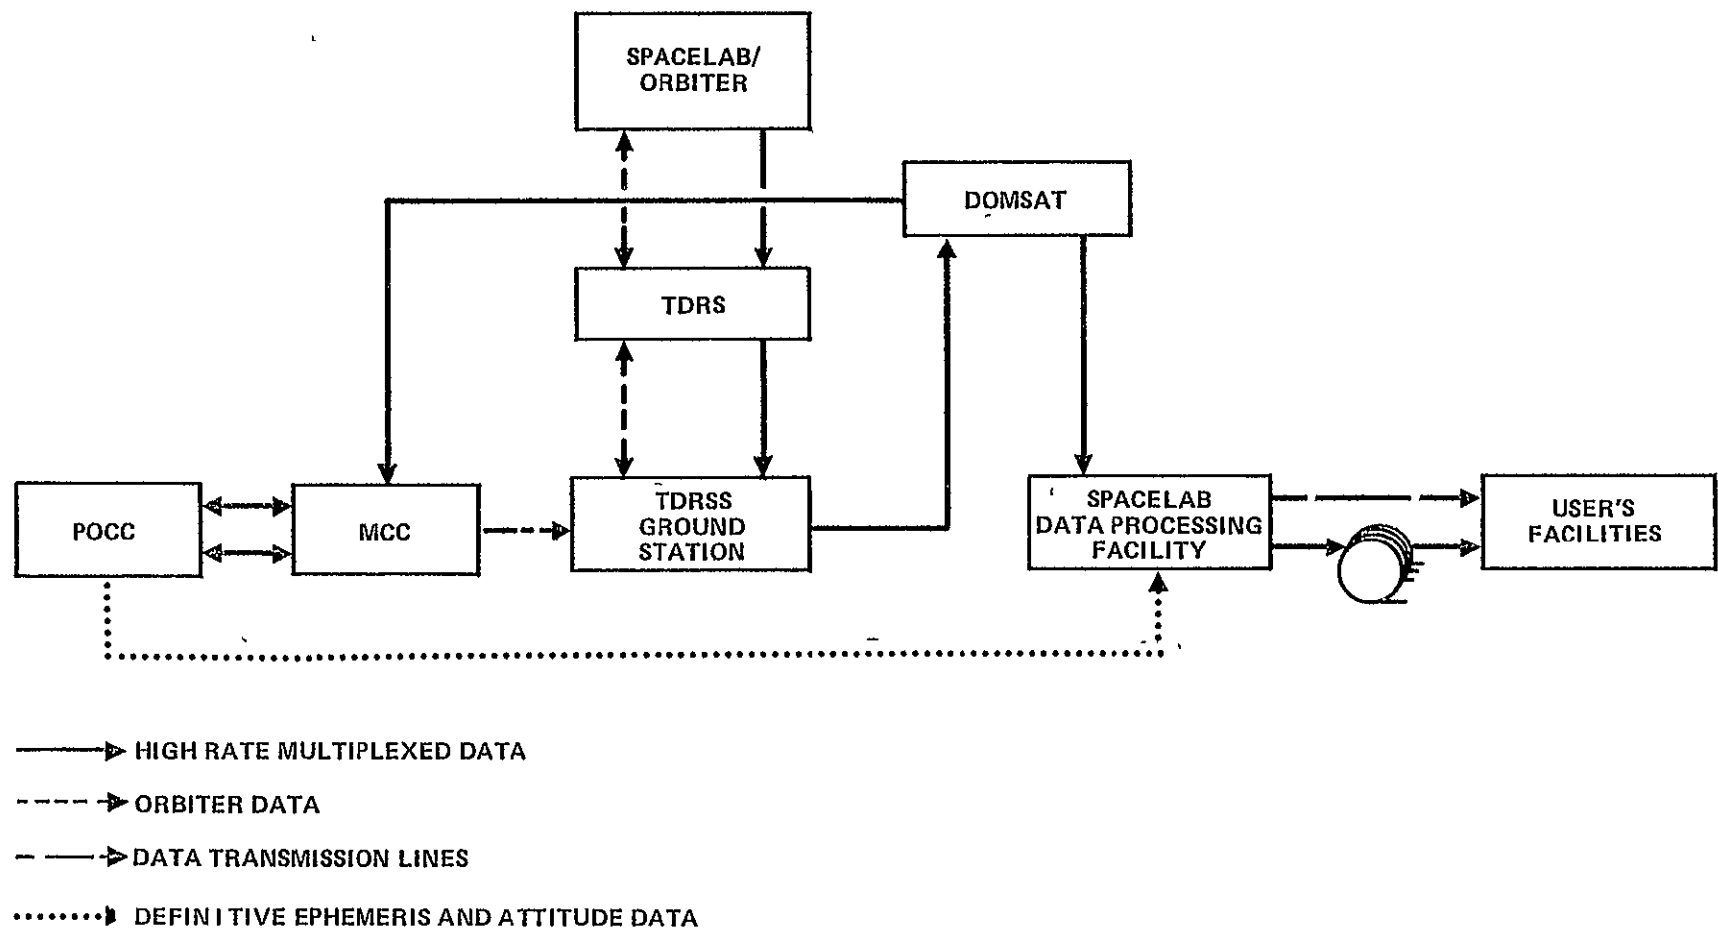 SPACELAB/
ORBITER
DOMSAT
TDRS
POCC
MCC
TDRSS
GROUND
STATION
SPACELAB
DATA PROCESSING
FACILITY
USER'S
FACILITIES
HIGH RATE MULTIPLEXED DATA
ORBITER DATA
DATA TRANSMISSION LINES
DEFINITIVE EPHEMERIS AND ATTITUDE DATA